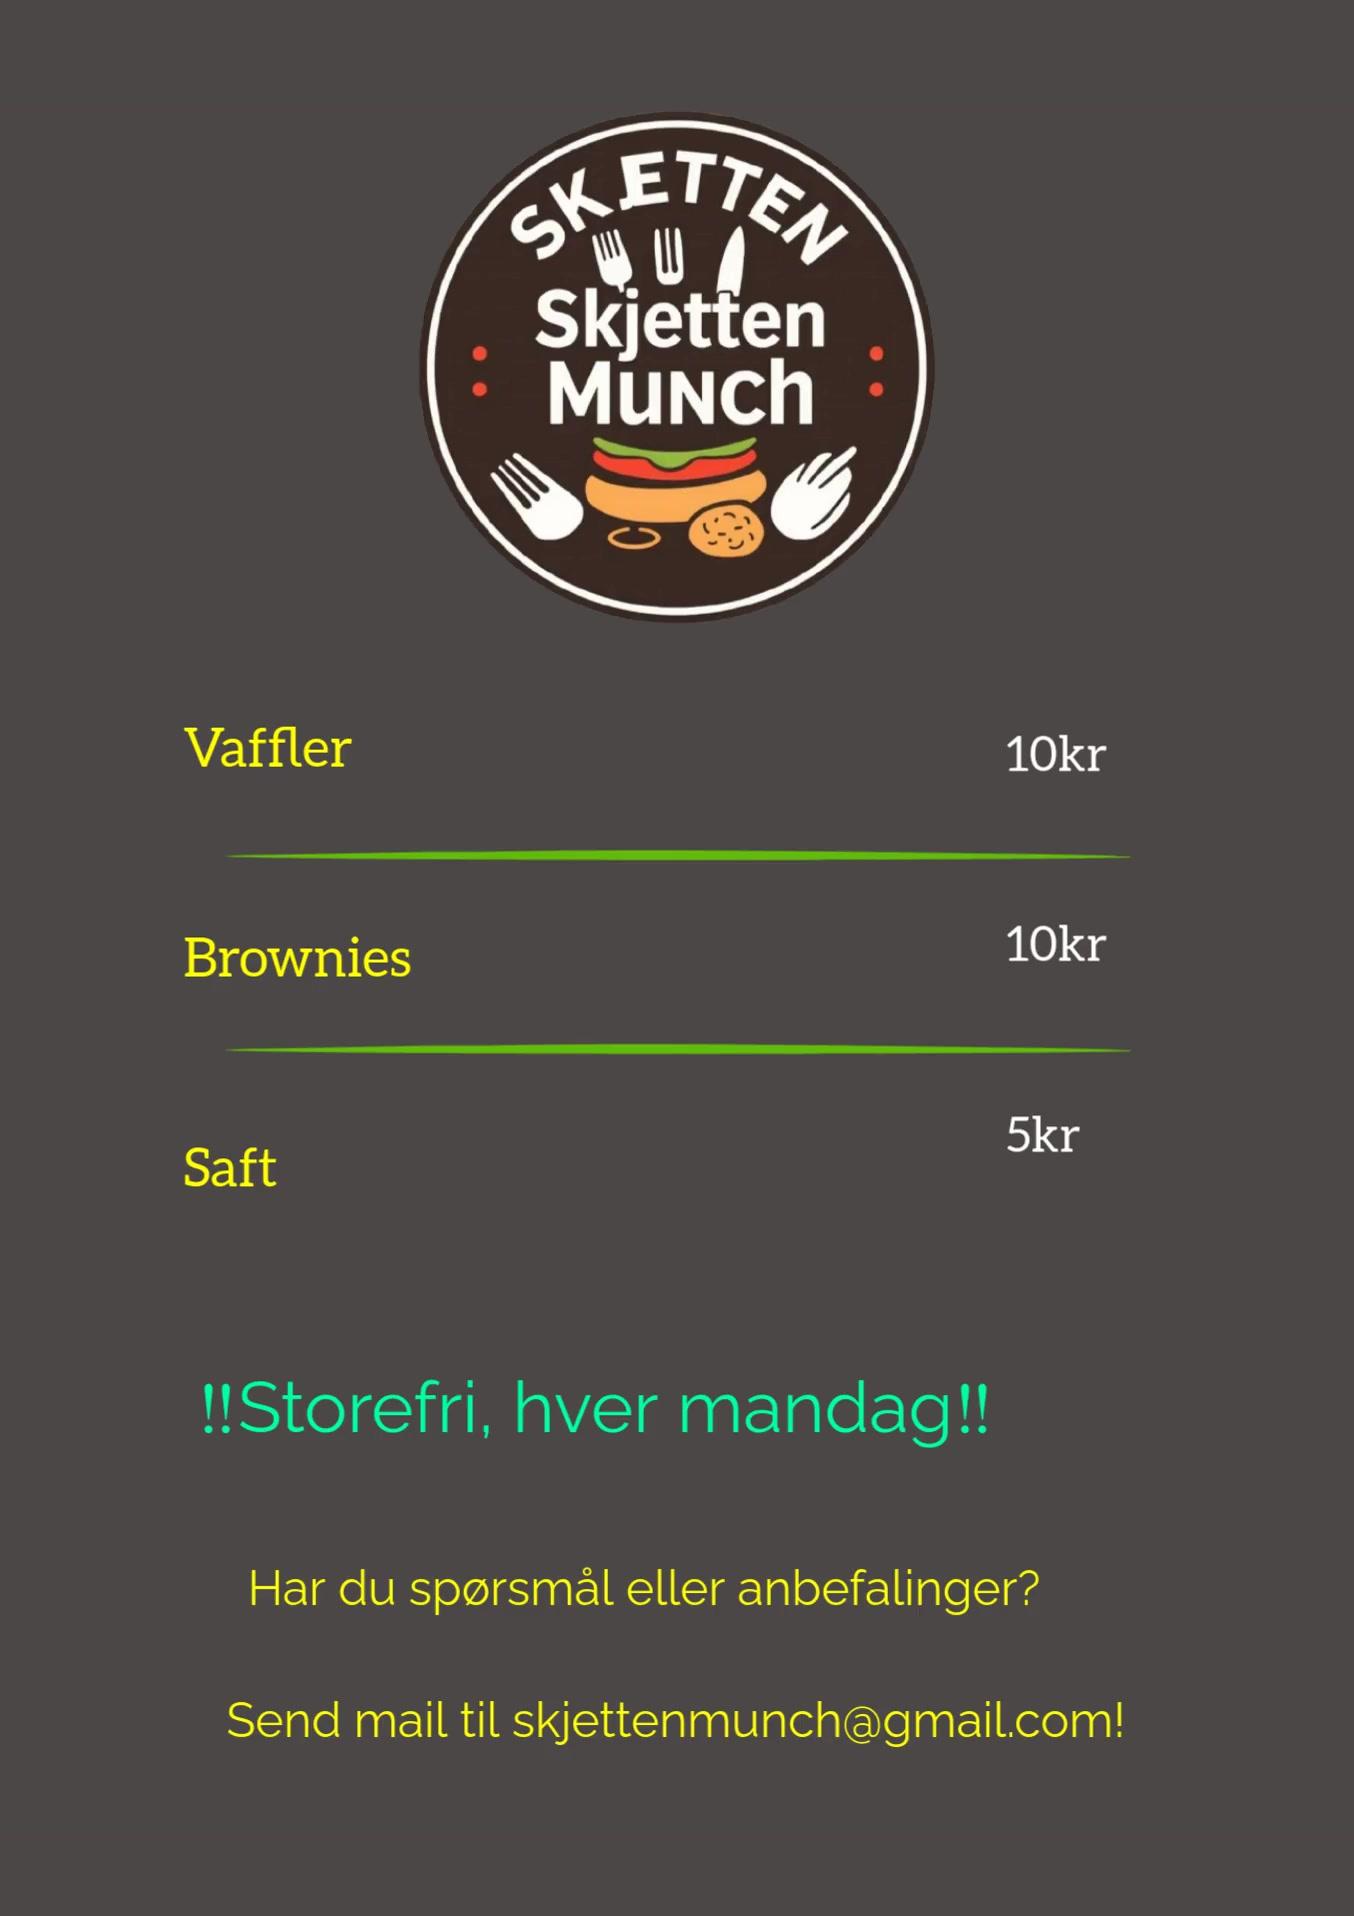 SKJETTEN
Skjetten
Munch
Vaffler 10kr
Brownies 10kr
Saft 5kr
!!Storefri, hver mandag!!
Har du spørsmål eller anbefalinger?
Send mail til skjettenmunch@gmail.com!